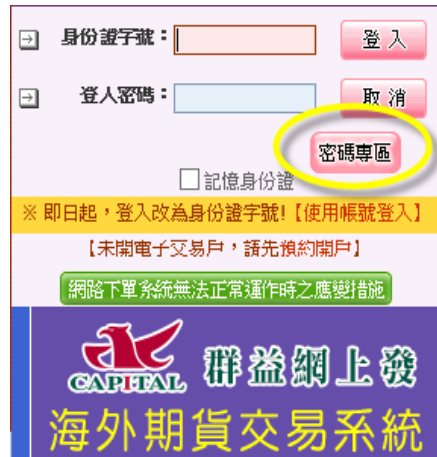 身份證字號： 登入
登入密碼： 取消
密碼專區
記憶身份證
※ 即日起，登入改為身份證字號!【使用帳號登入】
【未開電子交易戶，請先預約開戶】
網路下單系統無法正常運作時之應變措施
CAPITAL 群益網上發
海外期貨交易系統